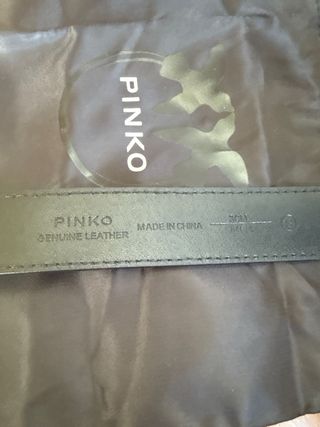 PINKO
PINKO
GENUINE LEATHER
MADE IN CHINA